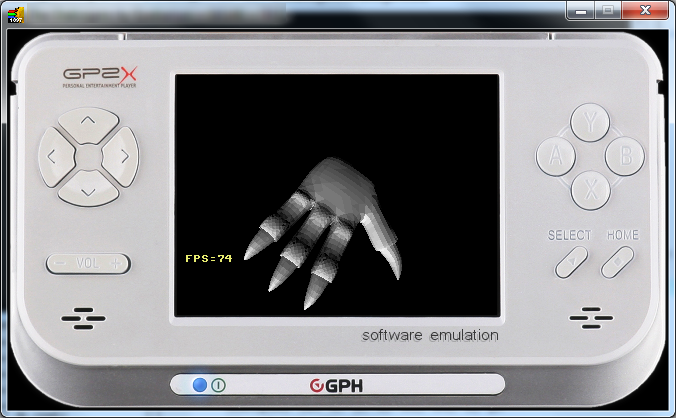 GP2X
PERSONAL ENTERTAINMENT PLAYER
Y
A
B
X
SELECT
HOME
FPS=74
- VOL +
software emulation
GPH